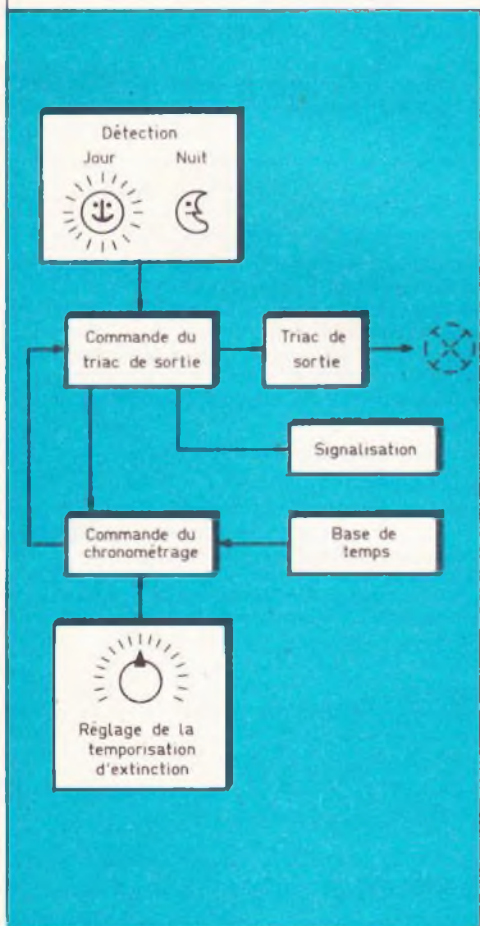 Détection
Jour Nuit
Commande du
triac de sortie
Triac de
sortie
Signalisation
Commande du
chronométrage
Base de
temps
Réglage de la
temporisation
d'extinction